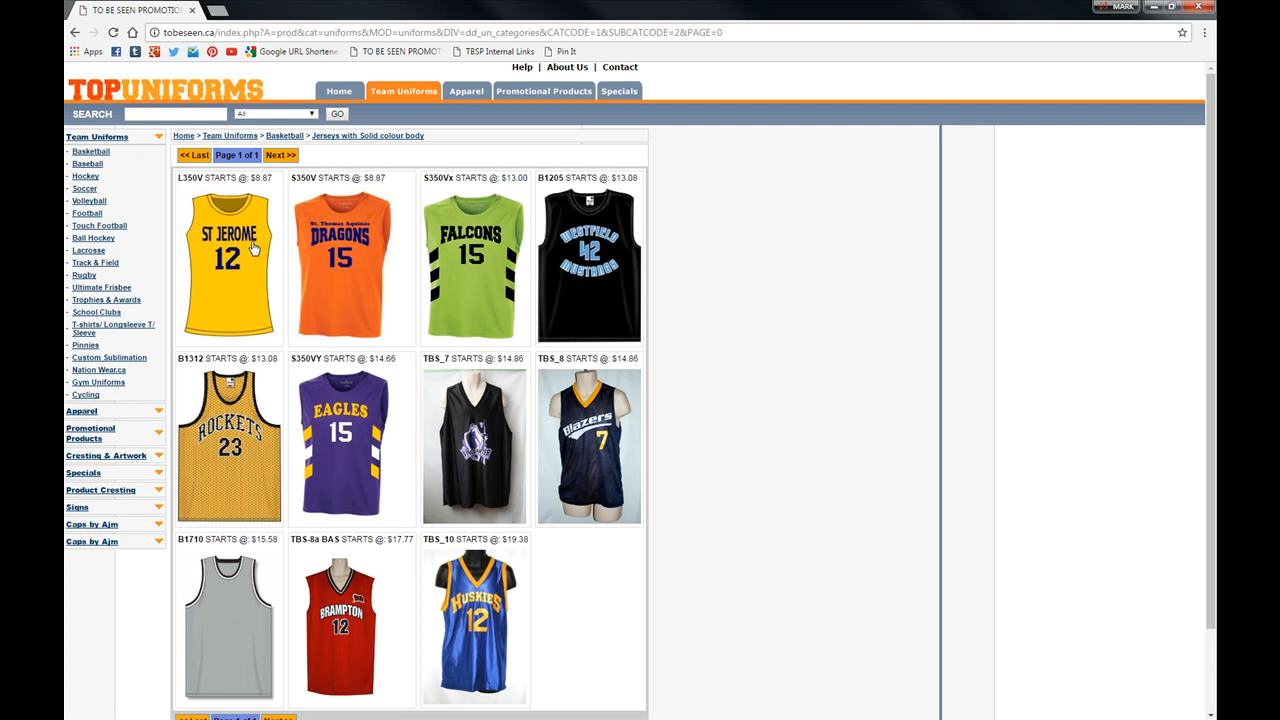 TO BE SEEN PROMOTIO
MARK
tobeseen.ca/index.php?A=prod&cat=uniforms&MOD=uniforms&DIV=dd_un_categories&CATCODE=1&SUBCATCODE=2&PAGE=0
Apps
Google URL Shortene
TO BE SEEN PROMOT
TBSP Internal Links
Pin It
Help | About Us | Contact
TOPUNIFORMS
Home
Team Uniforms
Apparel
Promotional Products
Specials
SEARCH
All
GO
Team Uniforms
- Basketball
- Baseball
- Hockey
- Soccer
- Volleyball
- Football
- Touch Football
- Ball Hockey
- Lacrosse
- Track & Field
- Rugby
- Ultimate Frisbee
- Trophies & Awards
- School Clubs
- T-shirts/ Longsleeve T/
Sleeve
- Pinnies
- Custom Sublimation
- Nation Wear.ca
- Gym Uniforms
- Cycling
Apparel
Promotional
Products
Cresting & Artwork
Specials
Product Cresting
Signs
Caps by Ajm
Caps by Ajm
Home > Team Uniforms > Basketball > Jerseys with Solid colour body
<< Last
Page 1 of 1
Next >>
L350V STARTS @: $8.87
ST JEROME
12
S350V STARTS @: $8.87
St. Thomas Aquinas
DRAGONS
15
S350Vx STARTS @: $13.00
FALCONS
15
B1205 STARTS @: $13.08
WESTFIELD
42
MUSTANGS
B1312 STARTS @: $13.08
ROCKETS
23
S350VY STARTS @: $14.66
EAGLES
15
TBS_7 STARTS @: $14.86
TBS_8 STARTS @: $14.86
Blazers
7
B1710 STARTS @: $15.58
TBS-8a BAS STARTS @: $17.77
BRAMPTON
12
TBS_10 STARTS @: $19.38
HUSKIES
12
<< Last
Page 1 of 1
Next >>